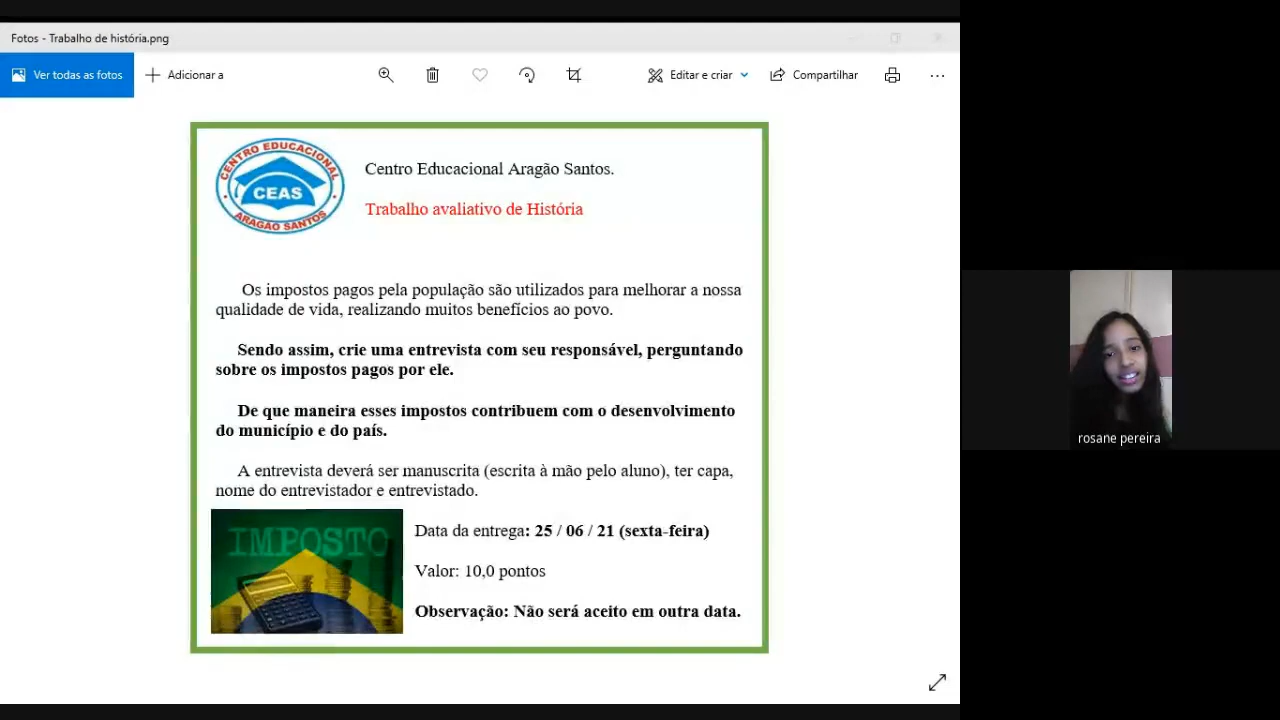 Fotos - Trabalho de história.png
Ver todas as fotos
Adicionar a
Editar e criar
Compartilhar
CENTRO EDUCACIONAL
CEAS
ARAGÃO SANTOS
Centro Educacional Aragão Santos.
Trabalho avaliativo de História
Os impostos pagos pela população são utilizados para melhorar a nossa
qualidade de vida, realizando muitos benefícios ao povo.
Sendo assim, crie uma entrevista com seu responsável, perguntando
sobre os impostos pagos por ele.
De que maneira esses impostos contribuem com o desenvolvimento
do município e do país.
A entrevista deverá ser manuscrita (escrita à mão pelo aluno), ter capa,
nome do entrevistador e entrevistado.
IMPOSTO
Data da entrega: 25 / 06 / 21 (sexta-feira)
Valor: 10,0 pontos
Observação: Não será aceito em outra data.
rosane pereira